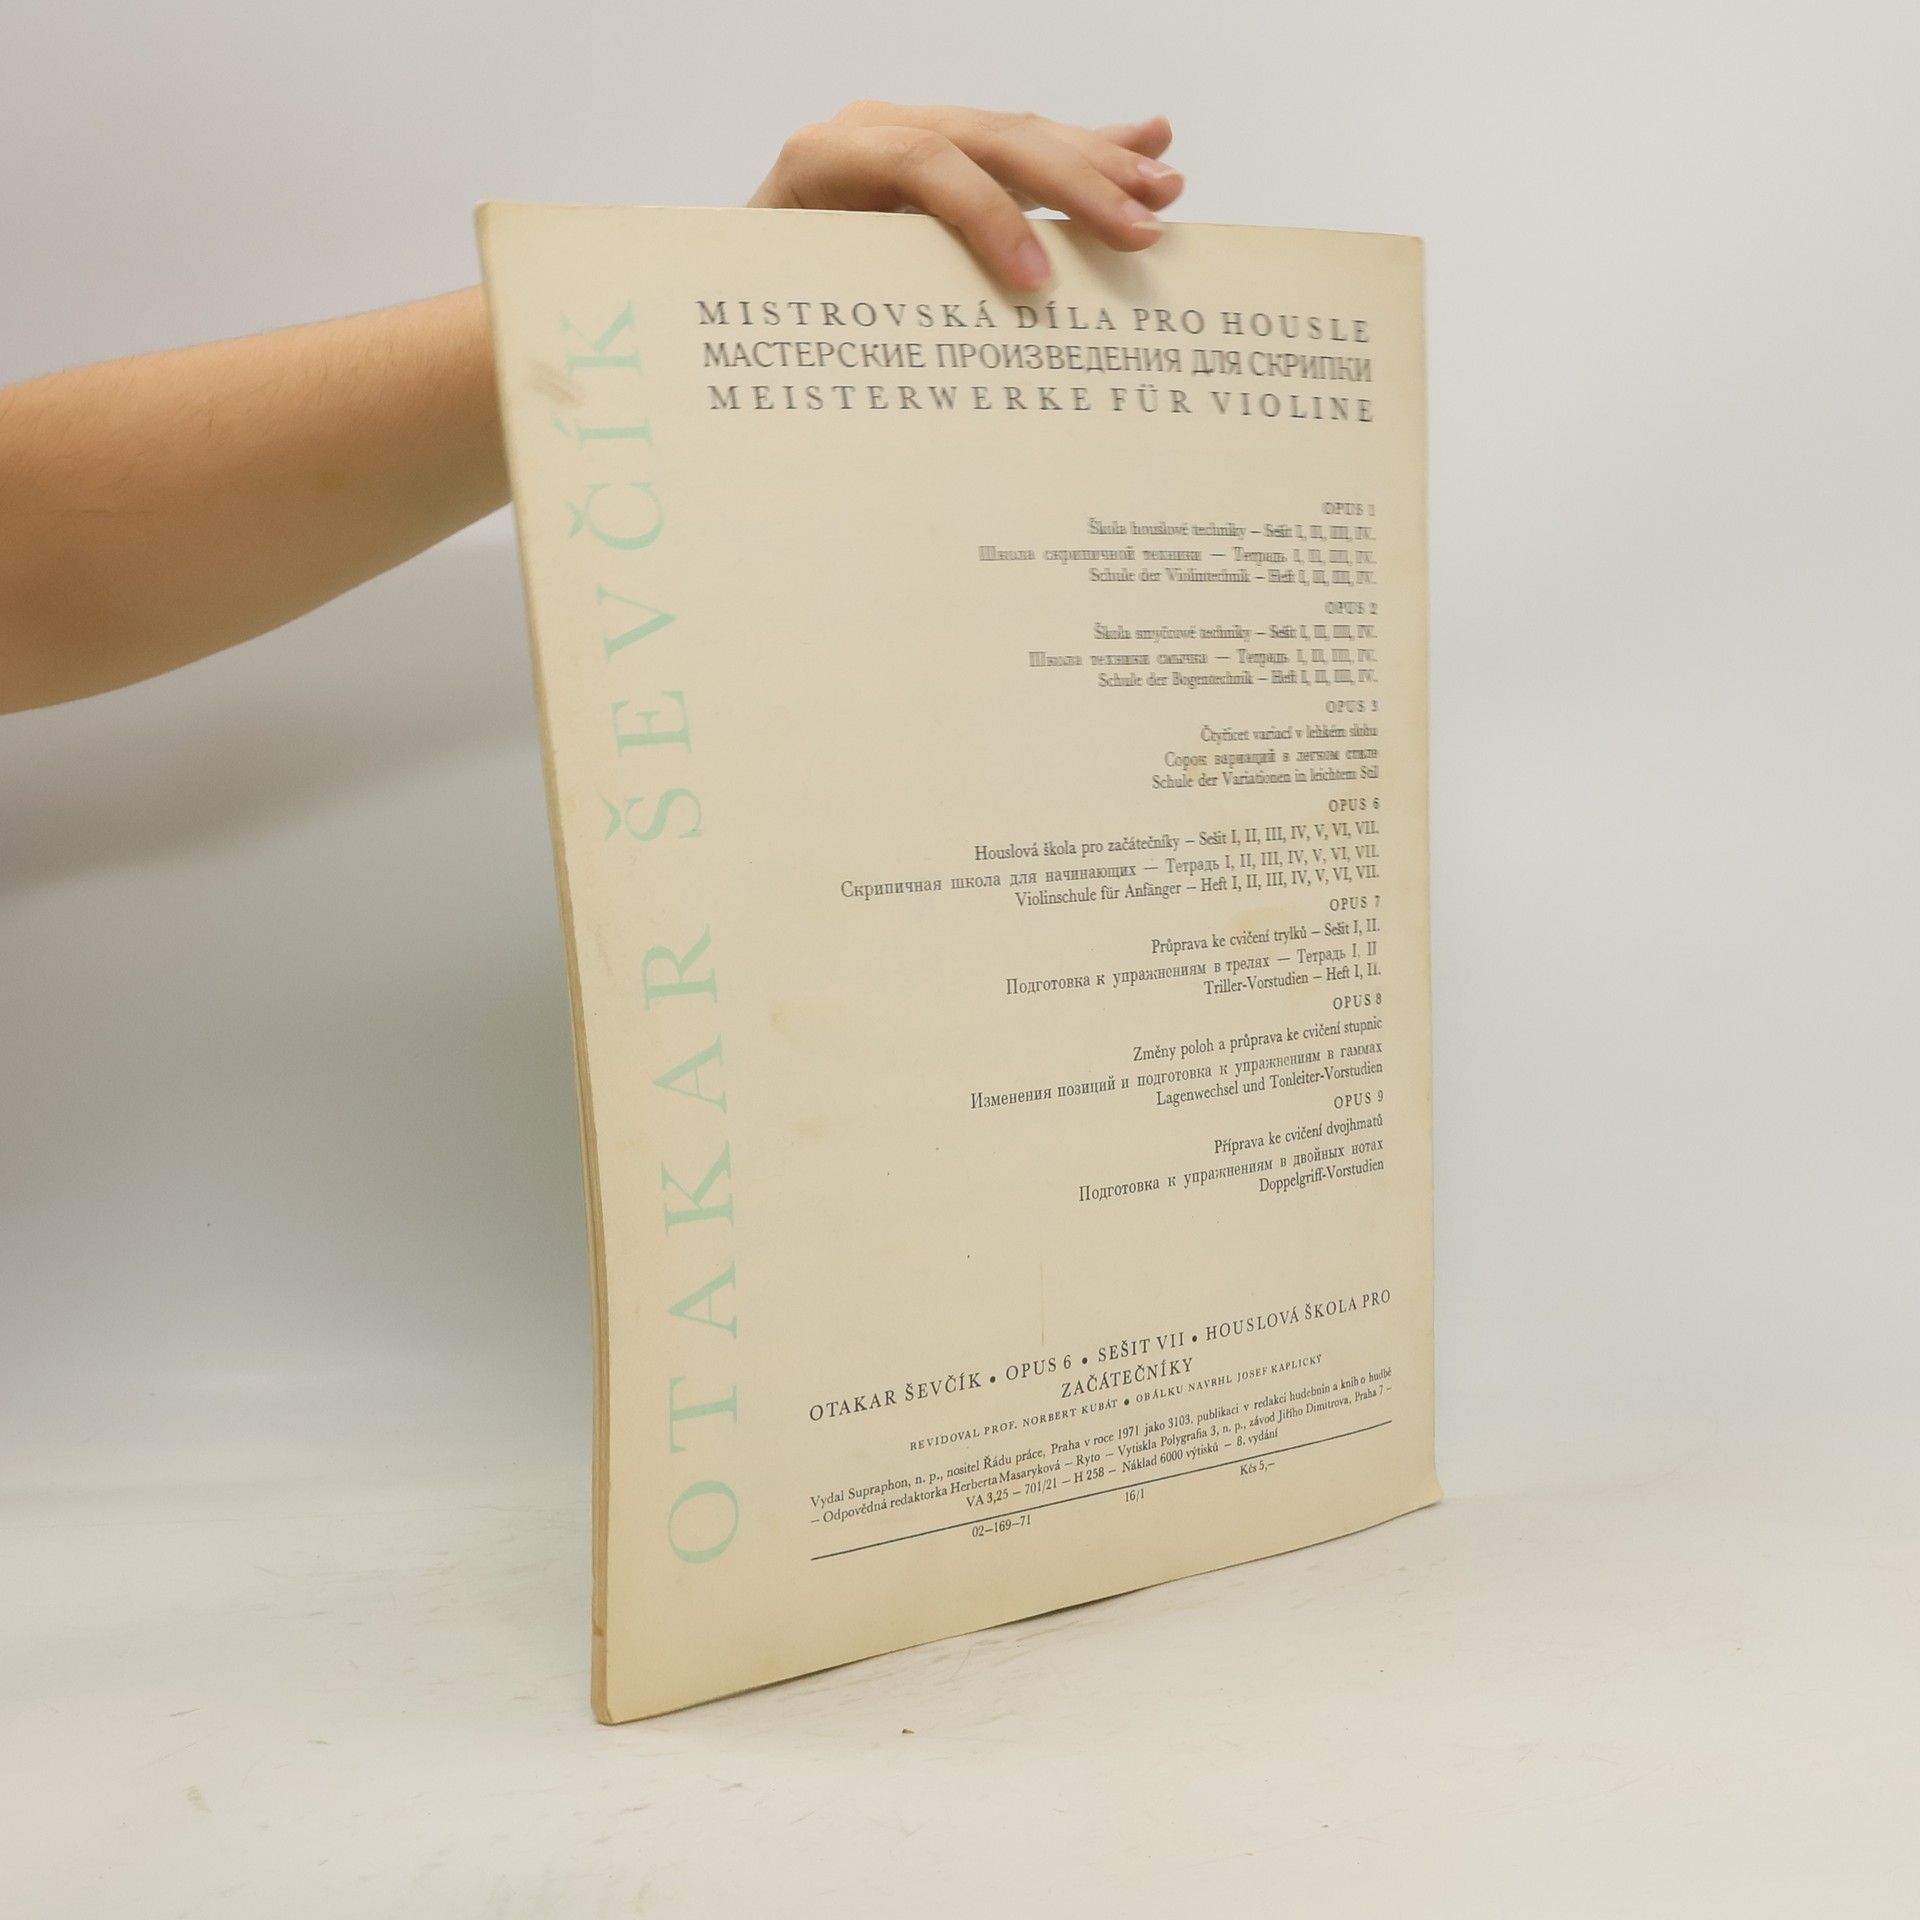 OTAKAR ŠEVČÍK
MISTROVSKÁ DÍLA PRO HOUSLE
МАСТЕРСКИЕ ПРОИЗВЕДЕНИЯ ДЛЯ СКРИПКИ
MEISTERWERKE FÜR VIOLINE
OPUS 1
Škola houslové techniky – Sešit I, II, III, IV.
Школа скрипичной техники — Тетрадь I, II, III, IV.
Schule der Violintechnik – Heft I, II, III, IV.
OPUS 2
Škola smyčcové techniky – Sešit I, II, III, IV.
Школа техники смычка — Тетрадь I, II, III, IV.
Schule der Bogentechnik – Heft I, II, III, IV.
OPUS 3
Čtyřicet variací v lehkém slohu
Сорок вариаций в легком стиле
Schule der Variationen in leichtem Stil
OPUS 6
Houslová škola pro začátečníky – Sešit I, II, III, IV, V, VI, VII.
Скрипичная школа для начинающих — Тетрадь I, II, III, IV, V, VI, VII.
Violinschule für Anfänger – Heft I, II, III, IV, V, VI, VII.
OPUS 7
Průprava ke cvičení trylků – Sešit I, II.
Подготовка к упражнениям в трелях — Тетрадь I, II
Triller-Vorstudien – Heft I, II.
OPUS 8
Změny poloh a průprava ke cvičení stupnic
Изменения позиций и подготовка к упражнениям в гаммах
Lagenwechsel und Tonleiter-Vorstudien
OPUS 9
Příprava ke cvičení dvojhmatů
Подготовка к упражнениям в двойных нотах
Doppelgriff-Vorstudien
OTAKAR ŠEVČÍK • OPUS 6 • SEŠIT VII • HOUSLOVÁ ŠKOLA PRO
ZAČÁTEČNÍKY
REVIDOVAL PROF. NORBERT KUBÁT • OBÁLKU NAVRHL JOSEF KAPLICKÝ
Vydal Supraphon, n. p., nositel Řádu práce, Praha v roce 1971 jako 3103. publikaci v redakci hudebnin a knih o hudbě
– Odpovědná redaktorka Herberta Masaryková – Ryto – Vytiskla Polygrafia 3, n. p., závod Jiřího Dimitrova, Praha 7 –
VA 3,25 – 701/21 – H 258 – Náklad 6000 výtisků – 8. vydání
02–169–71 16/1 Kčs 5,–